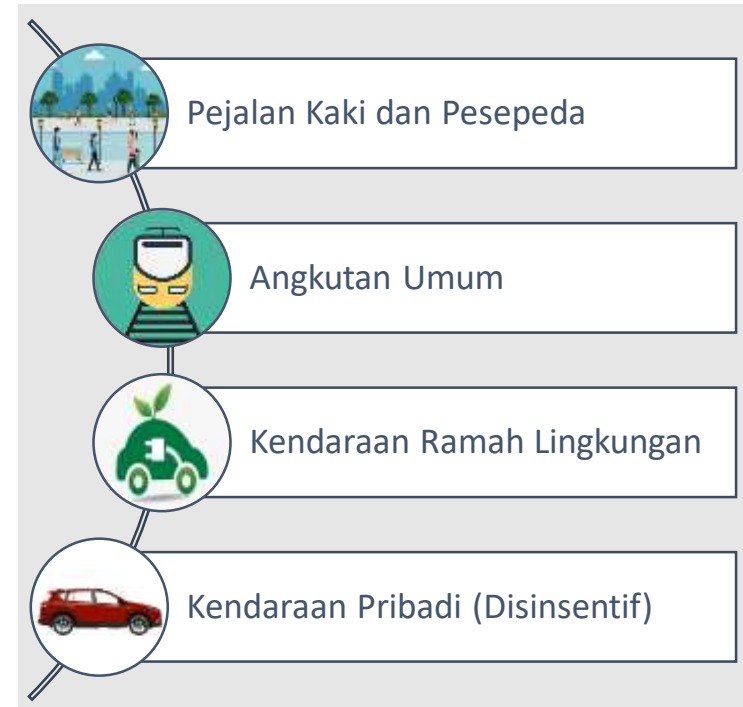 Pejalan Kaki dan Pesepeda
Angkutan Umum
Kendaraan Ramah Lingkungan
Kendaraan Pribadi (Disinsentif)